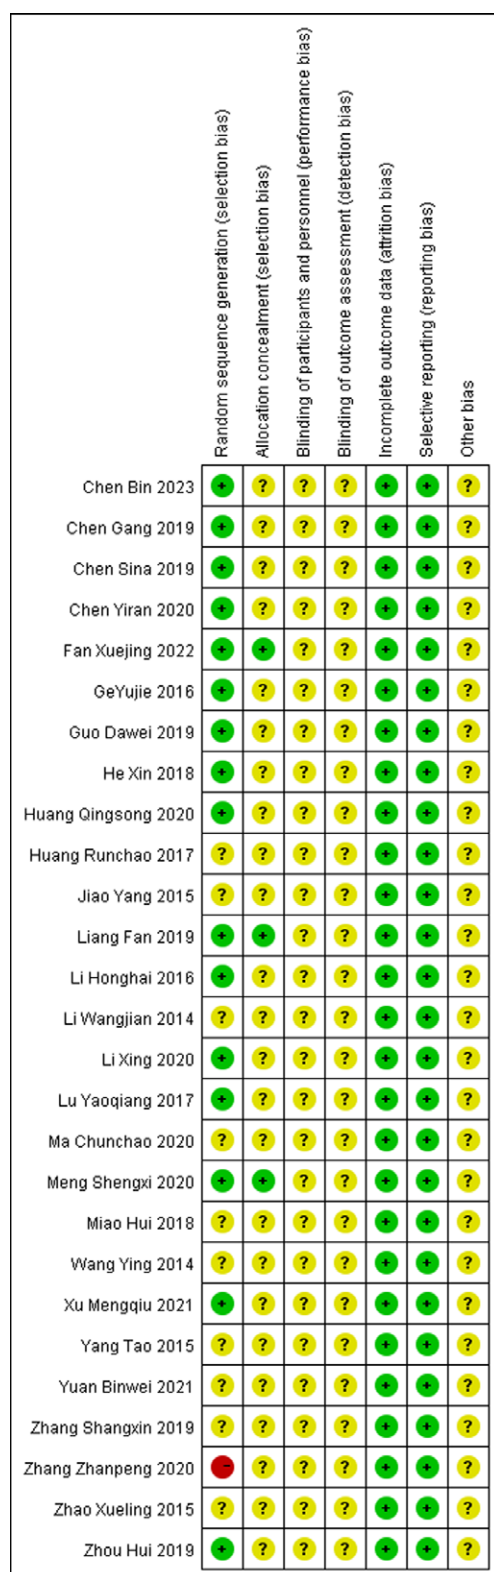 Random sequence generation (selection bias)
Allocation concealment (selection bias)
Blinding of participants and personnel (performance bias)
Blinding of outcome assessment (detection bias)
Incomplete outcome data (attrition bias)
Selective reporting (reporting bias)
Other bias
Chen Bin 2023 + ? ? ? + + ?
Chen Gang 2019 + ? ? ? + + ?
Chen Sina 2019 + ? ? ? + + ?
Chen Yiran 2020 + ? ? ? + + ?
Fan Xuejing 2022 + + ? ? + + ?
GeYujie 2016 + ? ? ? + + ?
Guo Dawei 2019 + ? ? ? + + ?
He Xin 2018 + ? ? ? + + ?
Huang Qingsong 2020 + ? ? ? + + ?
Huang Runchao 2017 ? ? ? ? + + ?
Jiao Yang 2015 ? ? ? ? + + ?
Liang Fan 2019 + + ? ? + + ?
Li Honghai 2016 + ? ? ? + + ?
Li Wangjian 2014 ? ? ? ? + + ?
Li Xing 2020 + ? ? ? + + ?
Lu Yaoqiang 2017 + ? ? ? + + ?
Ma Chunchao 2020 ? ? ? ? + + ?
Meng Shengxi 2020 + + ? ? + + ?
Miao Hui 2018 ? ? ? ? + + ?
Wang Ying 2014 ? ? ? ? + + ?
Xu Mengqiu 2021 + ? ? ? + + ?
Yang Tao 2015 ? ? ? ? + + ?
Yuan Binwei 2021 ? ? ? ? + + ?
Zhang Shangxin 2019 ? ? ? ? + + ?
Zhang Zhanpeng 2020 - ? ? ? + + ?
Zhao Xueling 2015 ? ? ? ? + + ?
Zhou Hui 2019 + ? ? ? + + ?